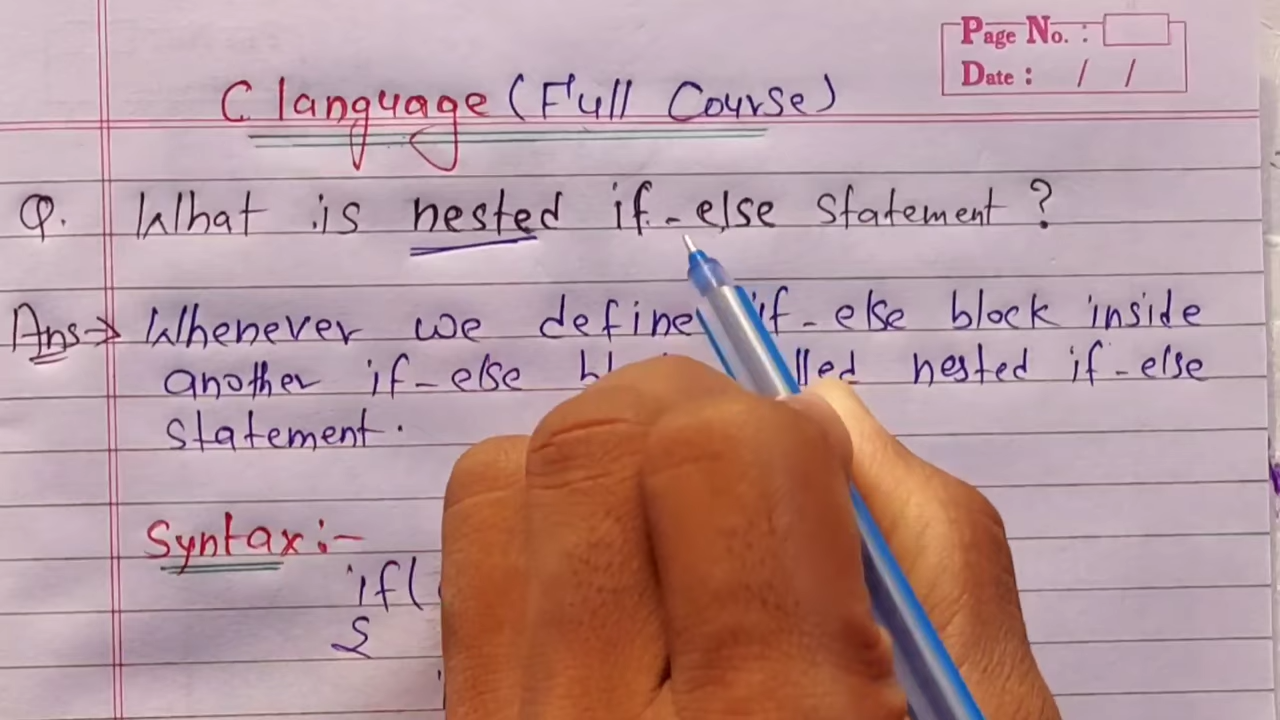 Page No. :
Date : / /
C language (Full Course)
Q. What is nested if-else statement ?
Ans→ Whenever we define if-else block inside
another if-else nested if-else
statement.
Syntax :-
if(
{